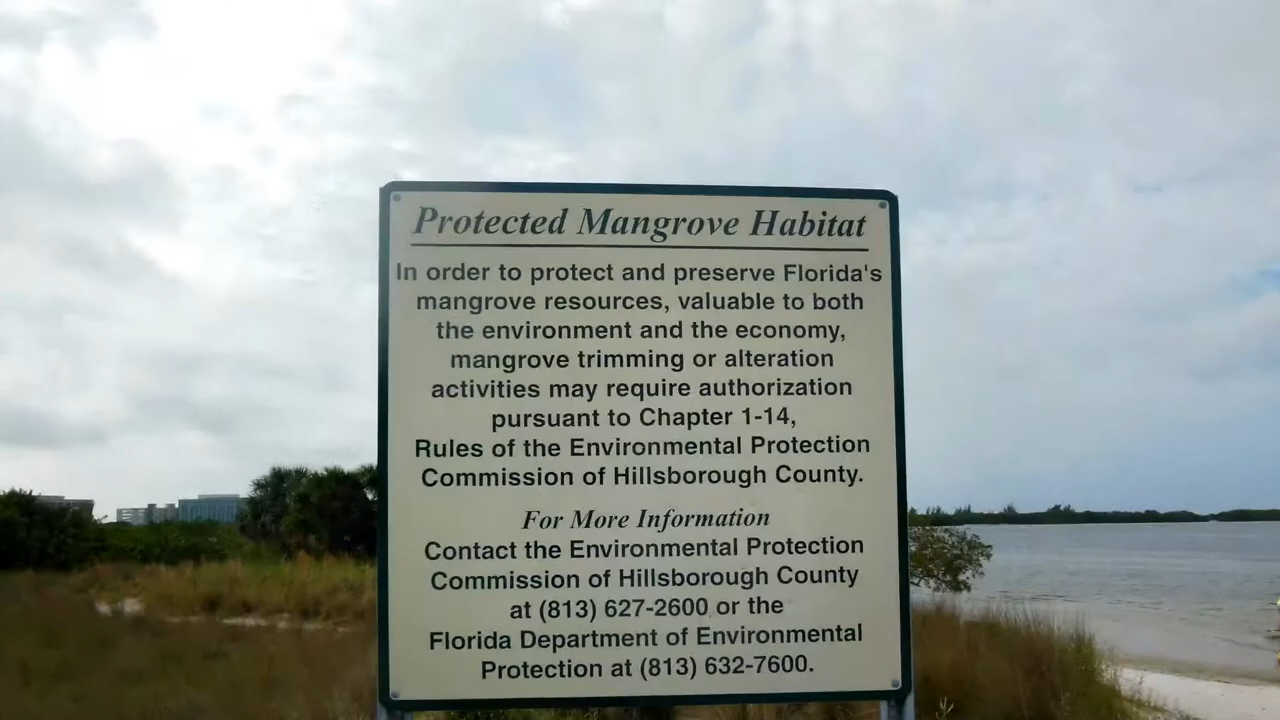 Protected Mangrove Habitat
In order to protect and preserve Florida's
mangrove resources, valuable to both
the environment and the economy,
mangrove trimming or alteration
activities may require authorization
pursuant to Chapter 1-14,
Rules of the Environmental Protection
Commission of Hillsborough County.
For More Information
Contact the Environmental Protection
Commission of Hillsborough County
at (813) 627-2600 or the
Florida Department of Environmental
Protection at (813) 632-7600.